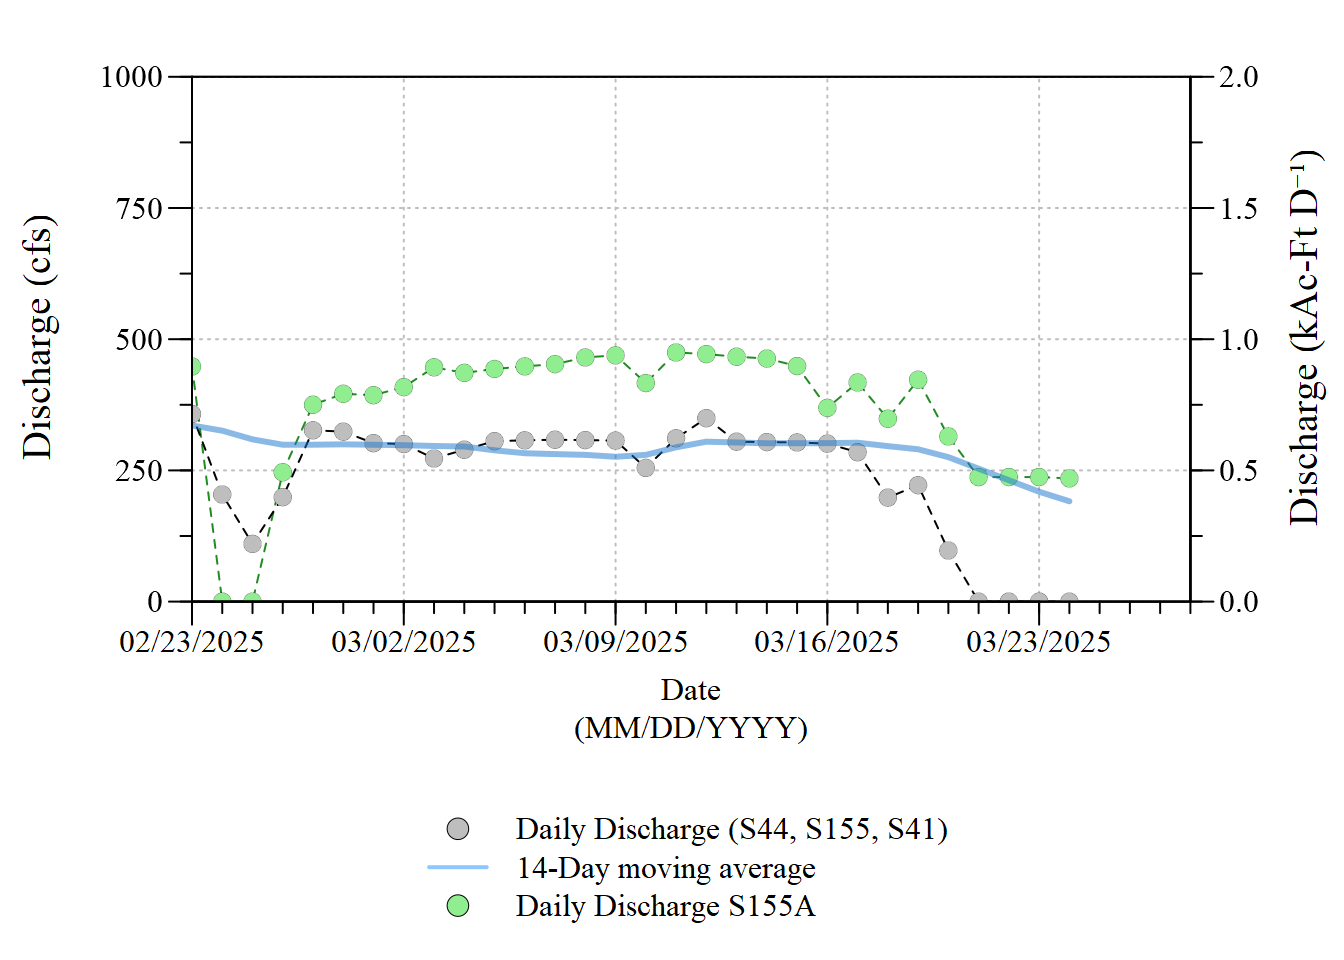 1000
750
500
250
0
Discharge (cfs)
2.0
1.5
1.0
0.5
0.0
Discharge (kAc-Ft D⁻¹)
02/23/2025
03/02/2025
03/09/2025
03/16/2025
03/23/2025
Date
(MM/DD/YYYY)
Daily Discharge (S44, S155, S41)
14-Day moving average
Daily Discharge S155A